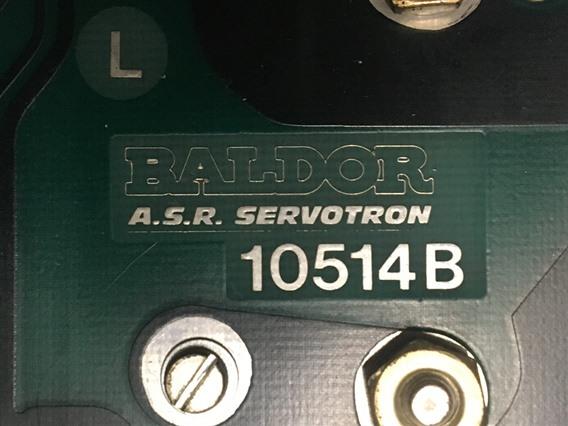 L
BALDOR
A.S.R. SERVOTRON
10514B